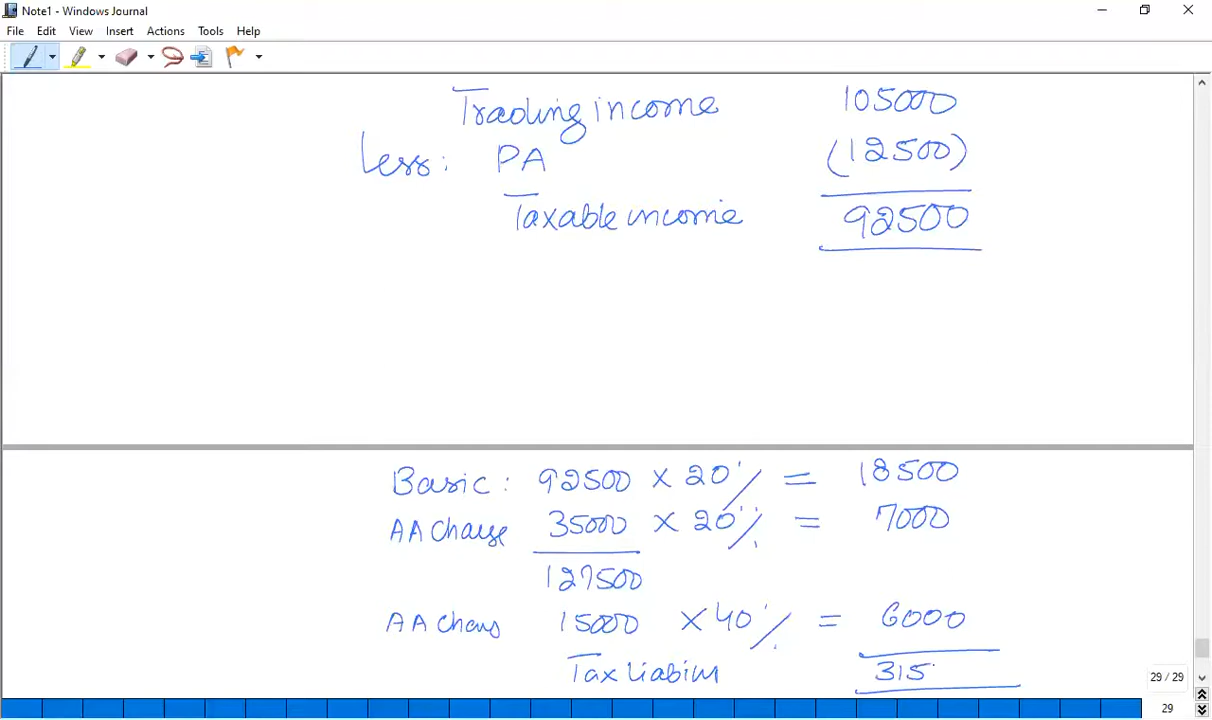 Note1 - Windows Journal
File Edit View Insert Actions Tools Help
Trading income 105000
less: PA (12500)
Taxable income 92500
Basic: 92500 × 20% = 18500
AA Charge 35000 × 20% = 7000
127500
AA Charg 15000 × 40% = 6000
Tax liabim 315
29 / 29
29